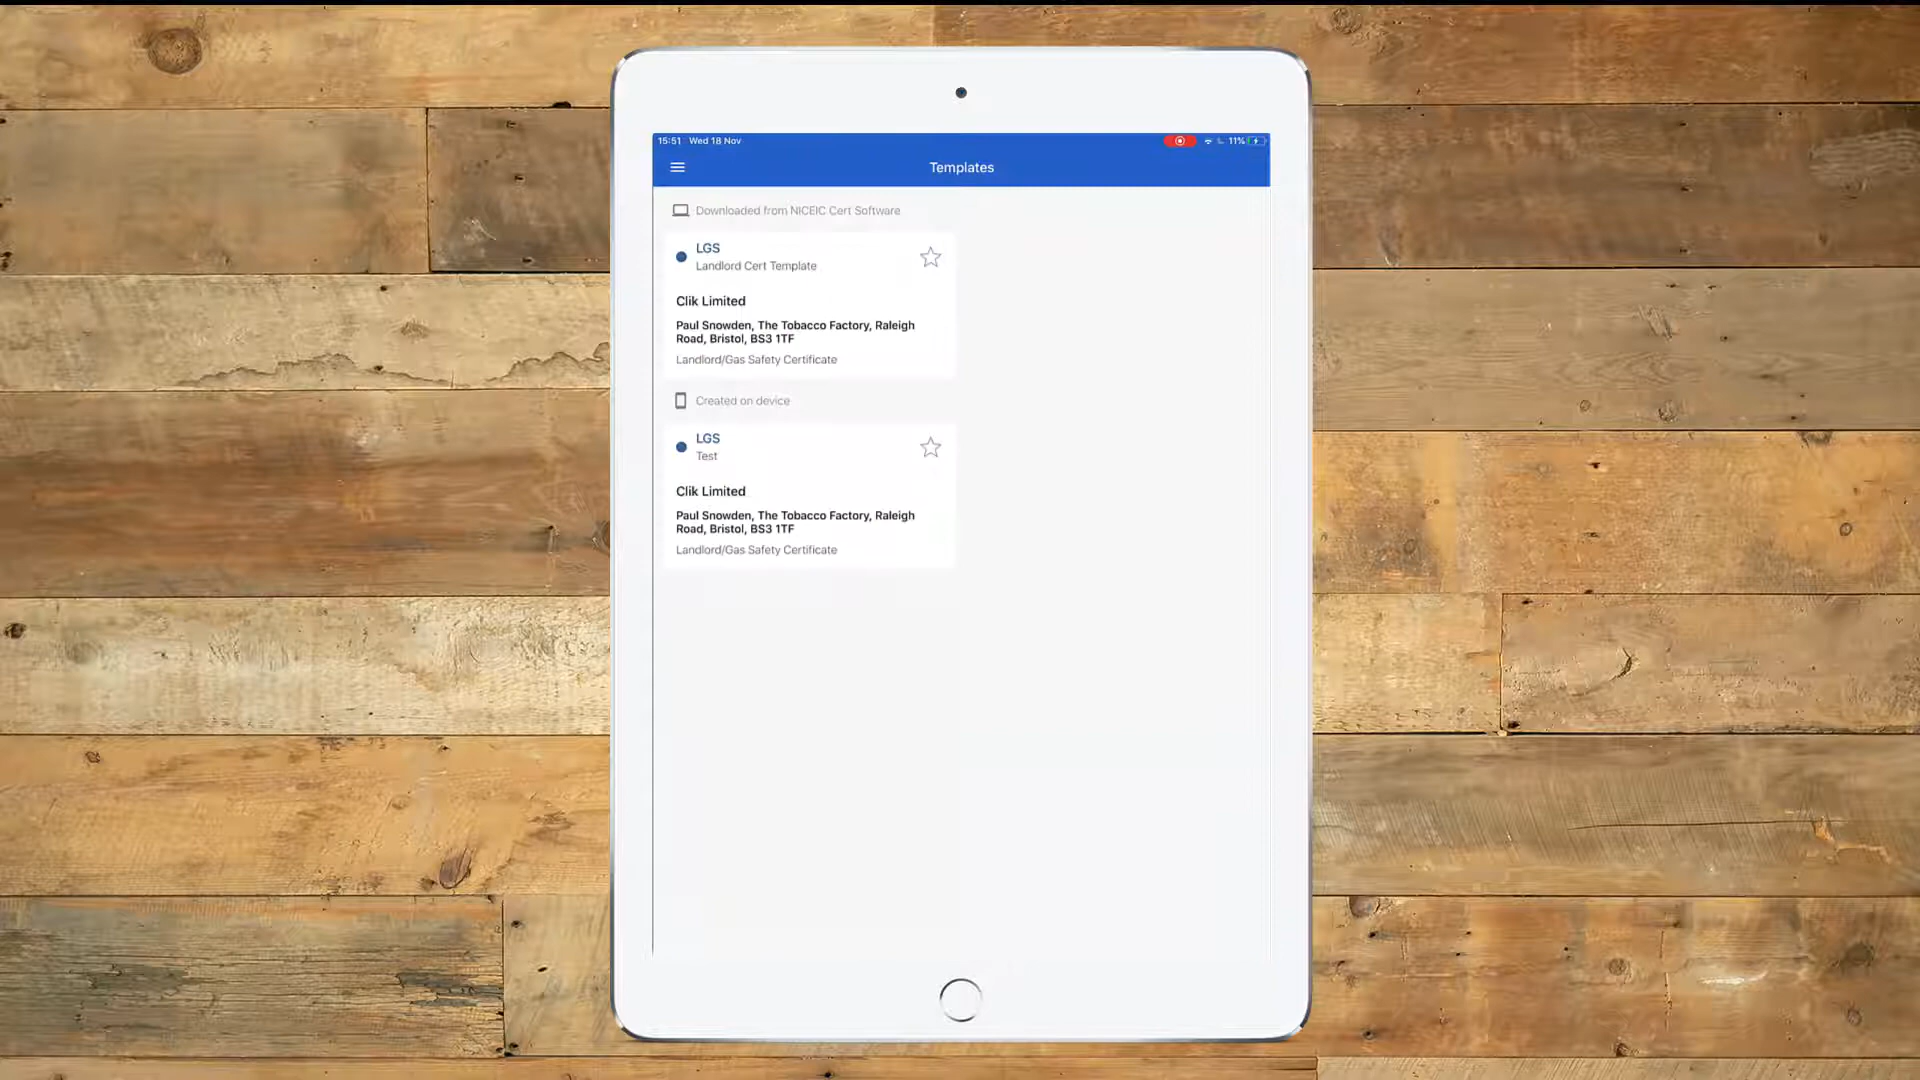 15:51 Wed 18 Nov
11%
Templates
Downloaded from NICEIC Cert Software
LGS
Landlord Cert Template
Clik Limited
Paul Snowden, The Tobacco Factory, Raleigh
Road, Bristol, BS3 1TF
Landlord/Gas Safety Certificate
Created on device
LGS
Test
Clik Limited
Paul Snowden, The Tobacco Factory, Raleigh
Road, Bristol, BS3 1TF
Landlord/Gas Safety Certificate